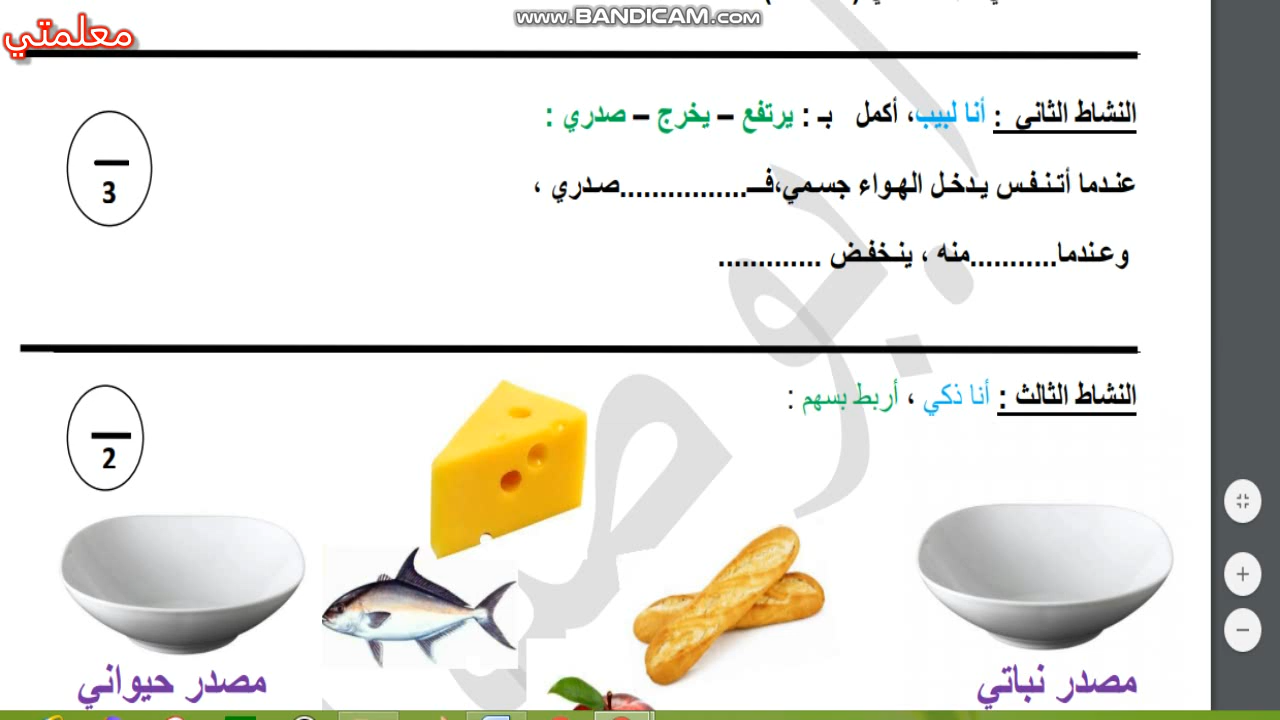 www.BANDICAM.com
معلمتي
النشاط الثاني : أنا لبيب، أكمل بـ : يرتفع – يخرج – صدري :
3
عندما أتنفس يدخل الهواء جسمي،فـ................صدري ،
وعندما...........منه ، ينخفض .............
النشاط الثالث : أنا ذكي ، أربط بسهم :
2
مصدر نباتي
مصدر حيواني